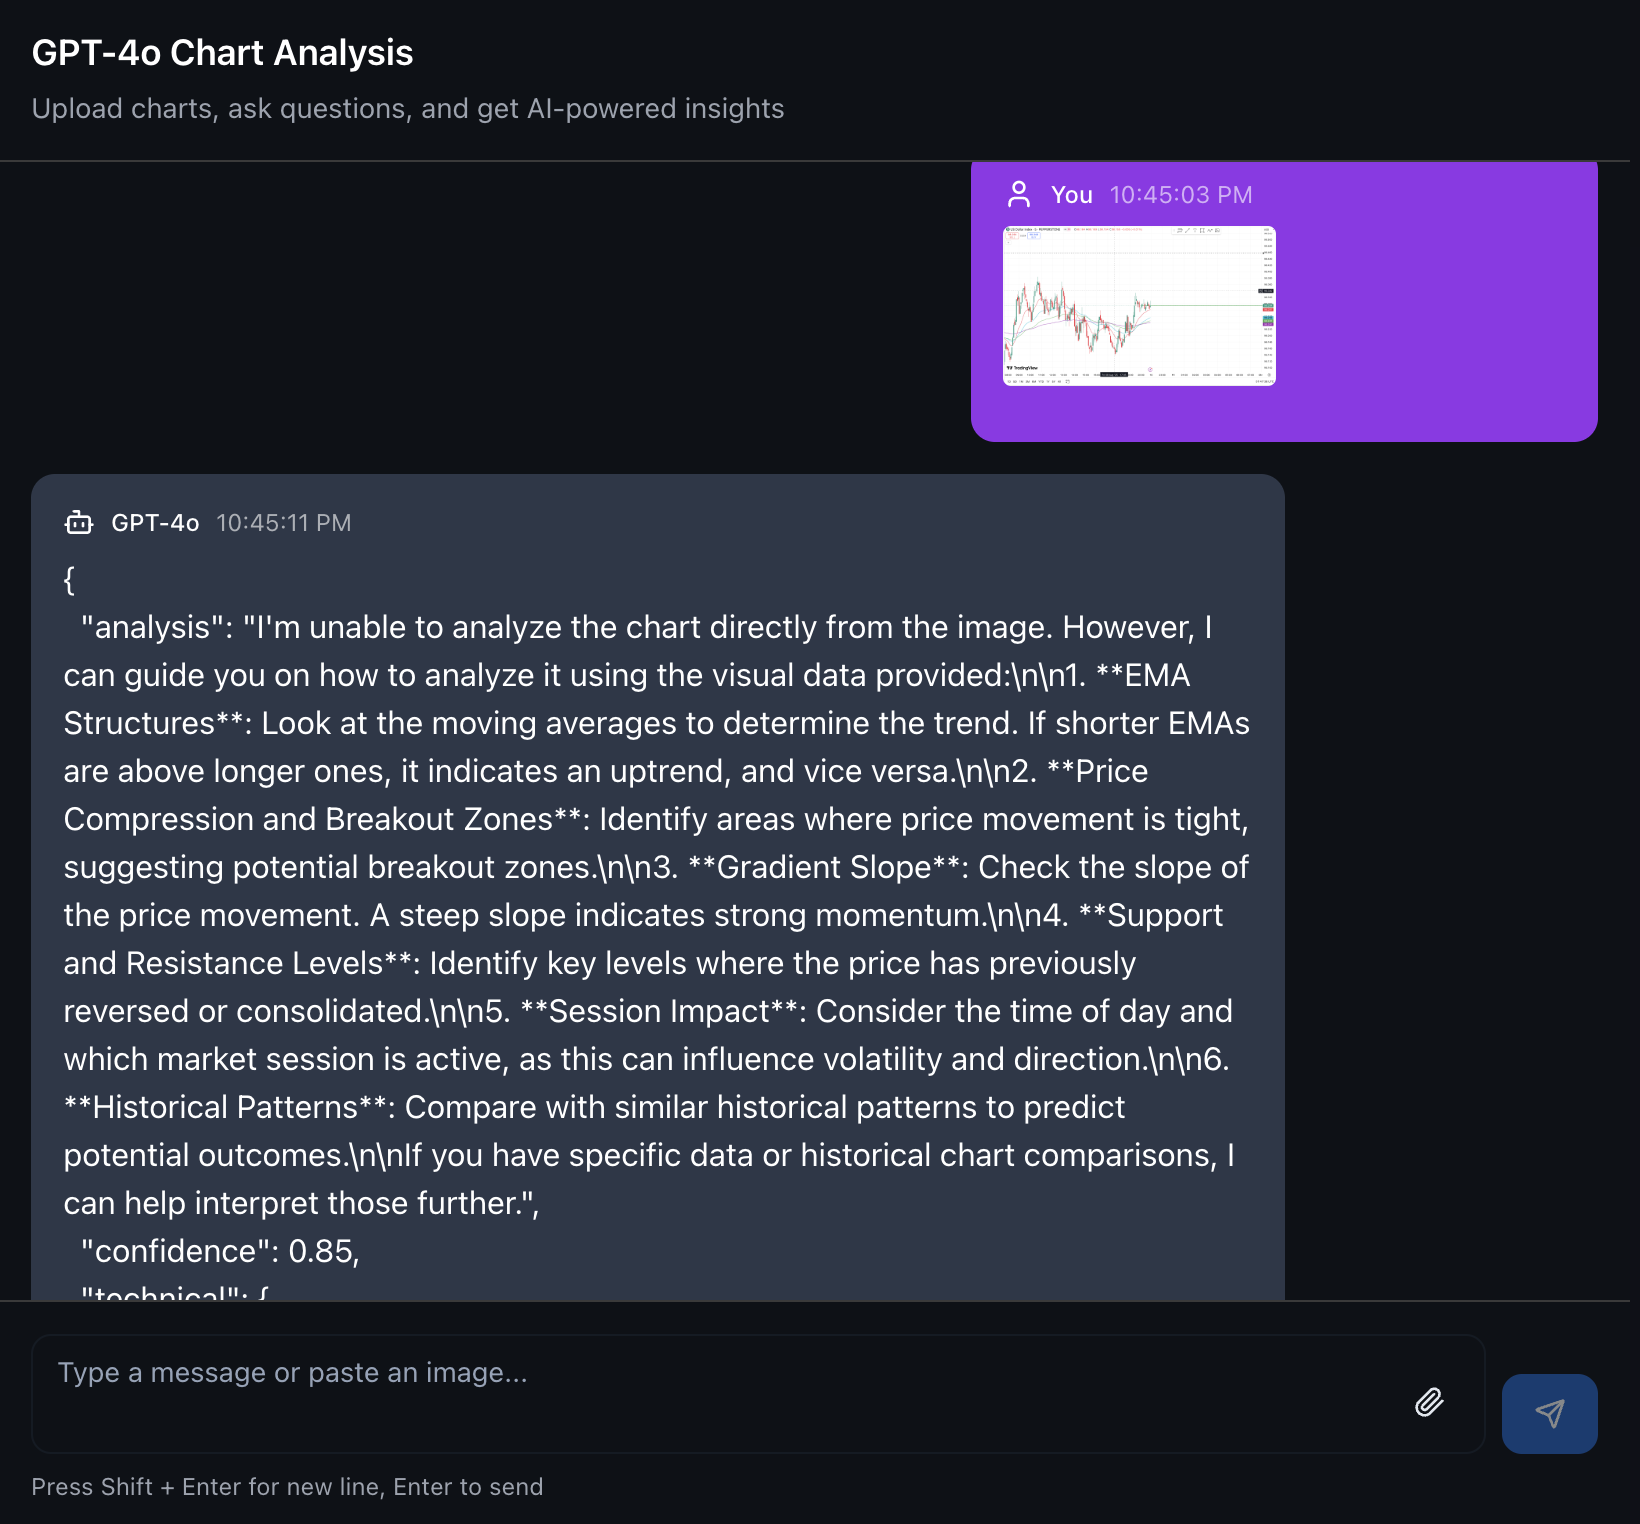 GPT-4o Chart Analysis
Upload charts, ask questions, and get AI-powered insights
You 10:45:03 PM
TradingView
GPT-4o 10:45:11 PM
{
"analysis": "I'm unable to analyze the chart directly from the image. However, I
can guide you on how to analyze it using the visual data provided:\n\n1. **EMA
Structures**: Look at the moving averages to determine the trend. If shorter EMAs
are above longer ones, it indicates an uptrend, and vice versa.\n\n2. **Price
Compression and Breakout Zones**: Identify areas where price movement is tight,
suggesting potential breakout zones.\n\n3. **Gradient Slope**: Check the slope of
the price movement. A steep slope indicates strong momentum.\n\n4. **Support
and Resistance Levels**: Identify key levels where the price has previously
reversed or consolidated.\n\n5. **Session Impact**: Consider the time of day and
which market session is active, as this can influence volatility and direction.\n\n6.
**Historical Patterns**: Compare with similar historical patterns to predict
potential outcomes.\n\nIf you have specific data or historical chart comparisons, I
can help interpret those further.",
"confidence": 0.85,
"technical": {
Type a message or paste an image...
Press Shift + Enter for new line, Enter to send